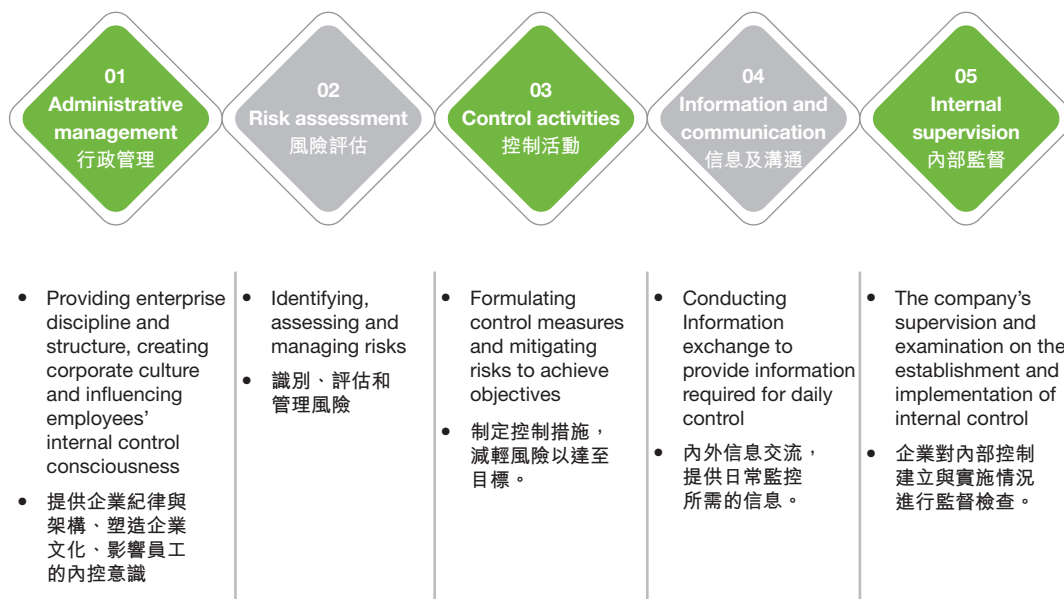 01
Administrative
management
行政管理
02
Risk assessment
風險評估
03
Control activities
控制活動
04
Information and
communication
信息及溝通
05
Internal
supervision
內部監督
• Providing enterprise
discipline and
structure, creating
corporate culture
and influencing
employees’
internal control
consciousness
• 提供企業紀律與
架構、塑造企業
文化、影響員工
的內控意識
• Identifying,
assessing and
managing risks
• 識別、評估和
管理風險
• Formulating
control measures
and mitigating
risks to achieve
objectives
• 制定控制措施，
減輕風險以達至
目標。
• Conducting
Information
exchange to
provide information
required for daily
control
• 內外信息交流，
提供日常監控
所需的信息。
• The company’s
supervision and
examination on the
establishment and
implementation of
internal control
• 企業對內部控制
建立與實施情況
進行監督檢查。